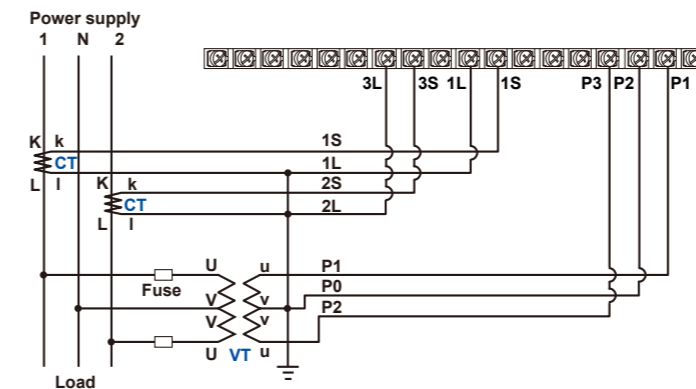 Power supply
1 N 2
3L 3S 1L 1S P3 P2 P1
K k 1S
CT 1L
L l K k 2S
CT 2L
L l
U u P1
Fuse P0
V v
V v P2
U VT u
Load